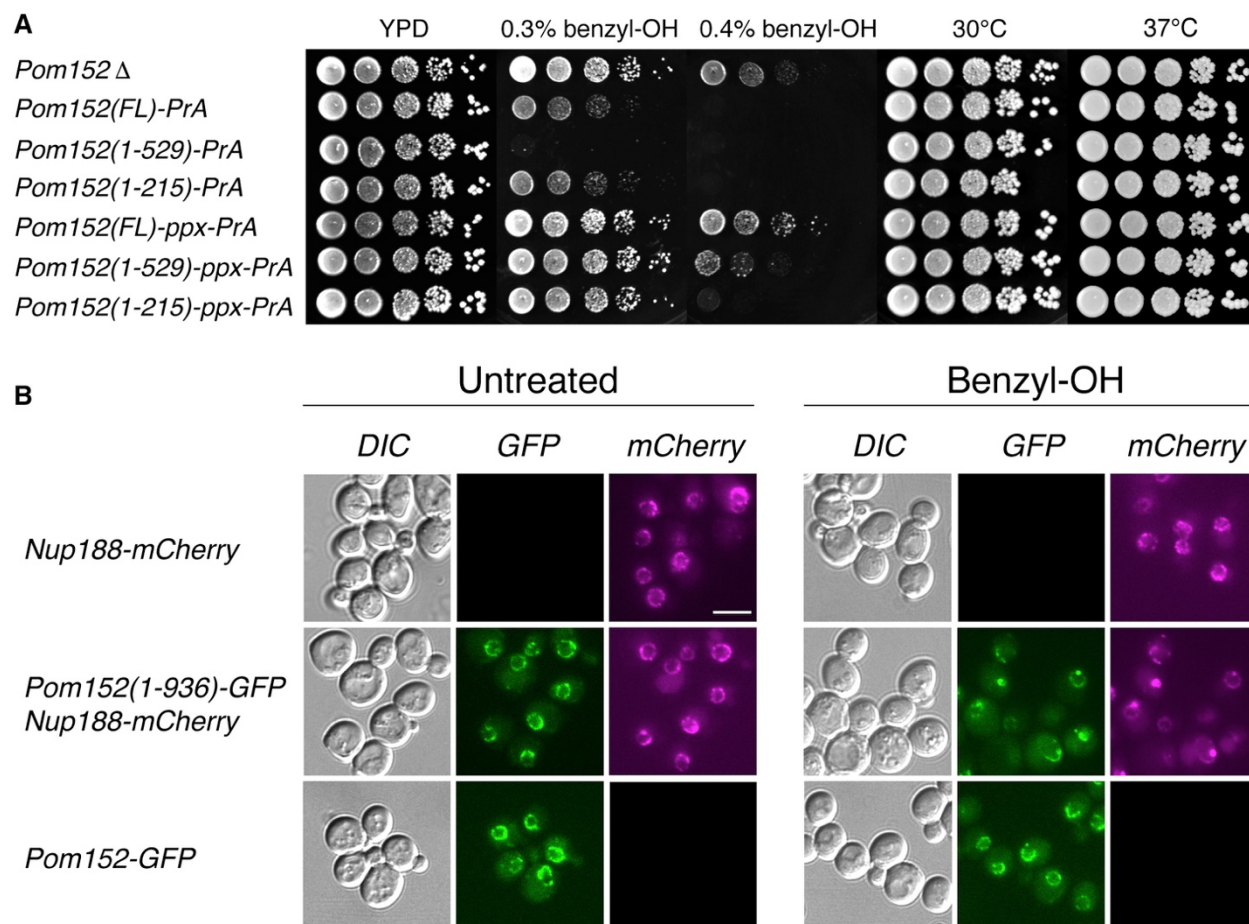 A
YPD 0.3% benzyl-OH 0.4% benzyl-OH 30°C 37°C
Pom152 Δ
Pom152(FL)-PrA
Pom152(1-529)-PrA
Pom152(1-215)-PrA
Pom152(FL)-ppx-PrA
Pom152(1-529)-ppx-PrA
Pom152(1-215)-ppx-PrA
B
Untreated Benzyl-OH
DIC GFP mCherry DIC GFP mCherry
Nup188-mCherry
Pom152(1-936)-GFP
Nup188-mCherry
Pom152-GFP